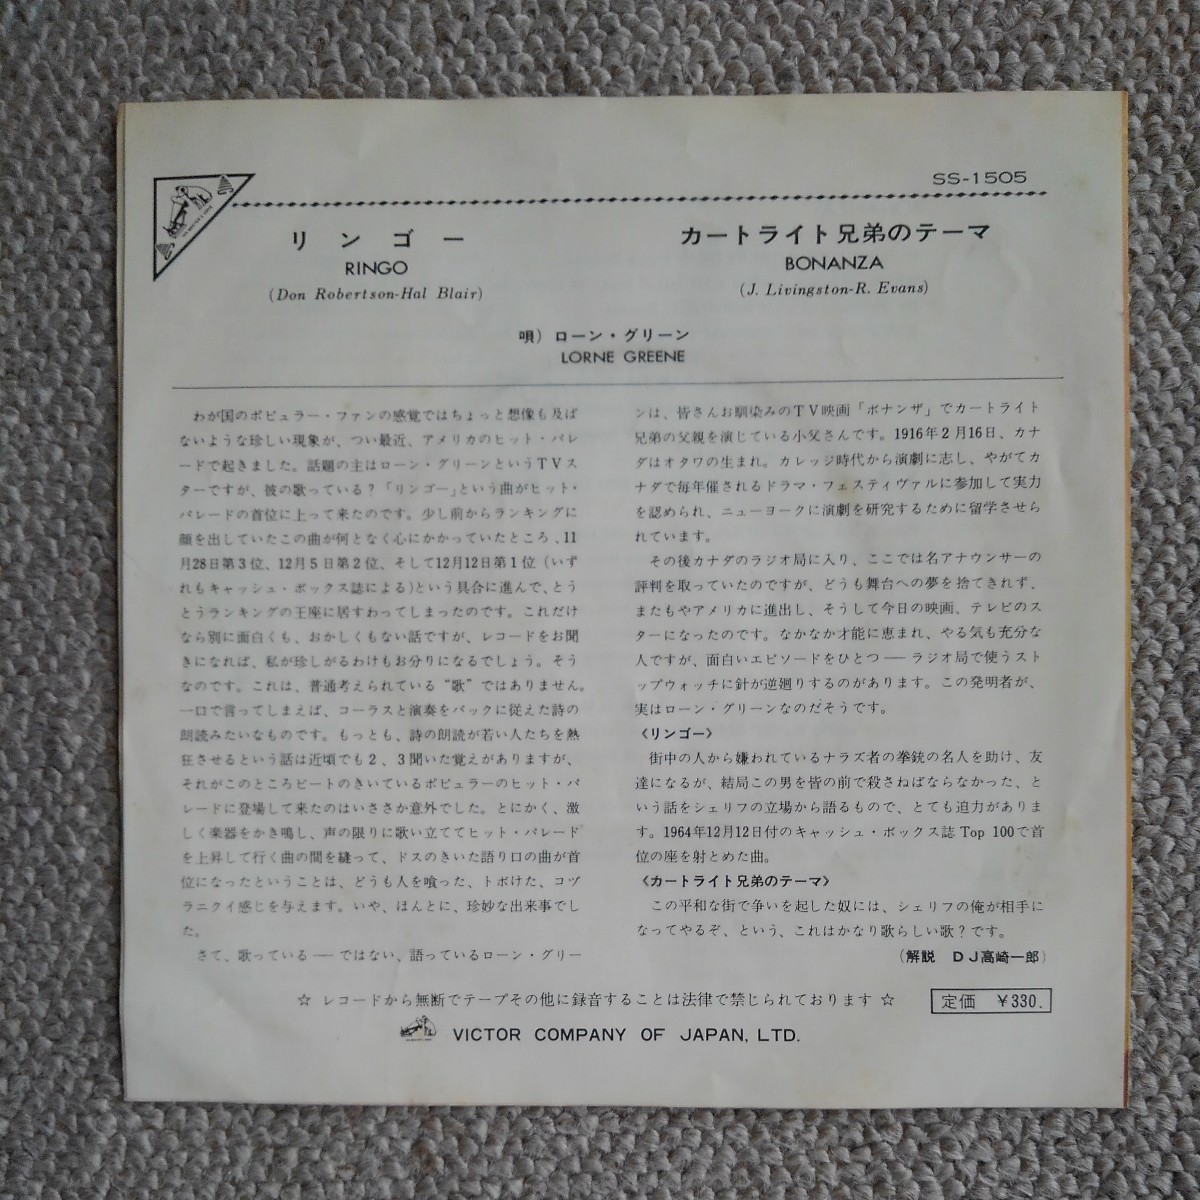 SS-1505
リンゴー
RINGO
(Don Robertson-Hal Blair)
カートライト兄弟のテーマ
BONANZA
(J. Livingston-R. Evans)
唄) ローン・グリーン
LORNE GREENE
わが国のポピュラー・ファンの感覚ではちょっと想像も及ば
ないような珍しい現象が、つい最近、アメリカのヒット・パレ
ードで起きました。話題の主はローン・グリーンというTVス
ターですが、彼の歌っている？「リンゴー」という曲がヒット・
パレードの首位に上って来たのです。少し前からランキングに
顔を出していたこの曲が何となく心にかかっていたところ、11
月28日第3位、12月5日第2位、そして12月12日第1位(いず
れもキャッシュ・ボックス誌による)という具合に進んで、とう
とうランキングの王座に居すわってしまったのです。これだけ
なら別に面白くも、おかしくもない話ですが、レコードをお聞
きになれば、私が珍しがるわけもお分りになるでしょう。そう
なのです。これは、普通考えられている“歌”ではありません。
一口で言ってしまえば、コーラスと演奏をバックに従えた詩の
朗読みたいなものです。もっとも、詩の朗読が若い人たちを熱
狂させるという話は近頃でも2、3聞いた覚えがありますが、
それがこのところビートのきいているポピュラーのヒット・パ
レードに登場して来たのはいささか意外でした。とにかく、激
しく楽器をかき鳴し、声の限りに歌い立ててヒット・パレード
を上昇して行く曲の間を縫って、ドスのきいた語り口の曲が首
位になったということは、どうも人を喰った、トボけた、コヅ
ラニクイ感じを与えます。いや、ほんとに、珍妙な出来事でし
た。
さて、歌っている――ではない、語っているローン・グリー
ンは、皆さんお馴染みのTV映画「ボナンザ」でカートライト
兄弟の父親を演じている小父さんです。1916年2月16日、カナ
ダはオタワの生まれ。カレッジ時代から演劇に志し、やがてカ
ナダで毎年催されるドラマ・フェスティヴァルに参加して実力
を認められ、ニューヨークに演劇を研究するために留学させら
れています。
その後カナダのラジオ局に入り、ここでは名アナウンサーの
評判を取っていたのですが、どうも舞台への夢を捨てきれず、
またもやアメリカに進出し、そうして今日の映画、テレビのス
ターになったのです。なかなか才能に恵まれ、やる気も充分な
人ですが、面白いエピソードをひとつ――ラジオ局で使うスト
ップウォッチに針が逆廻りするのがあります。この発明者が、
実はローン・グリーンなのだそうです。
《リンゴー》
街中の人から嫌われているナラズ者の拳銃の名人を助け、友
達になるが、結局この男を皆の前で殺さねばならなかった、と
いう話をシェリフの立場から語るもので、とても迫力がありま
す。1964年12月12日付のキャッシュ・ボックス誌 Top 100で首
位の座を射とめた曲。
《カートライト兄弟のテーマ》
この平和な街で争いを起した奴には、シェリフの俺が相手に
なってやるぞ、という、これはかなり歌らしい歌？です。
(解説 DJ高崎一郎)
☆ レコードから無断でテープその他に録音することは法律で禁じられております ☆
定価 ¥330.
VICTOR COMPANY OF JAPAN, LTD.